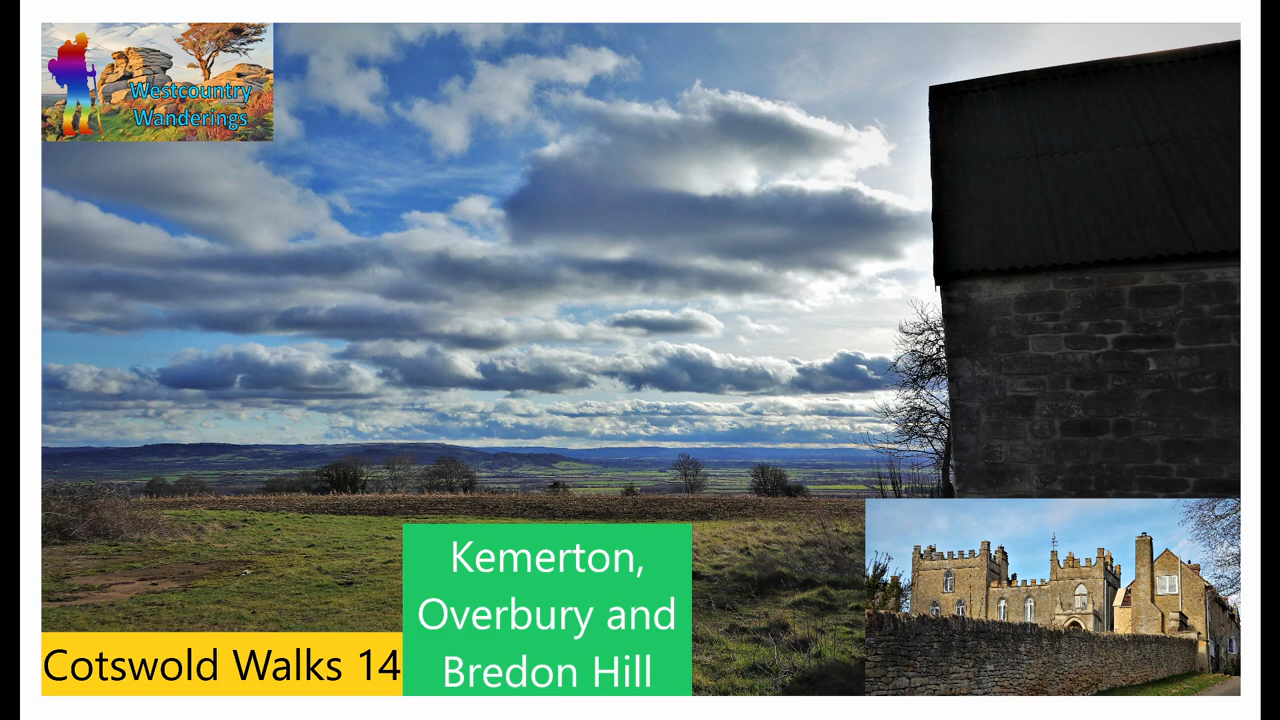 Westcountry
Wanderings
Cotswold Walks 14
Kemerton,
Overbury and
Bredon Hill